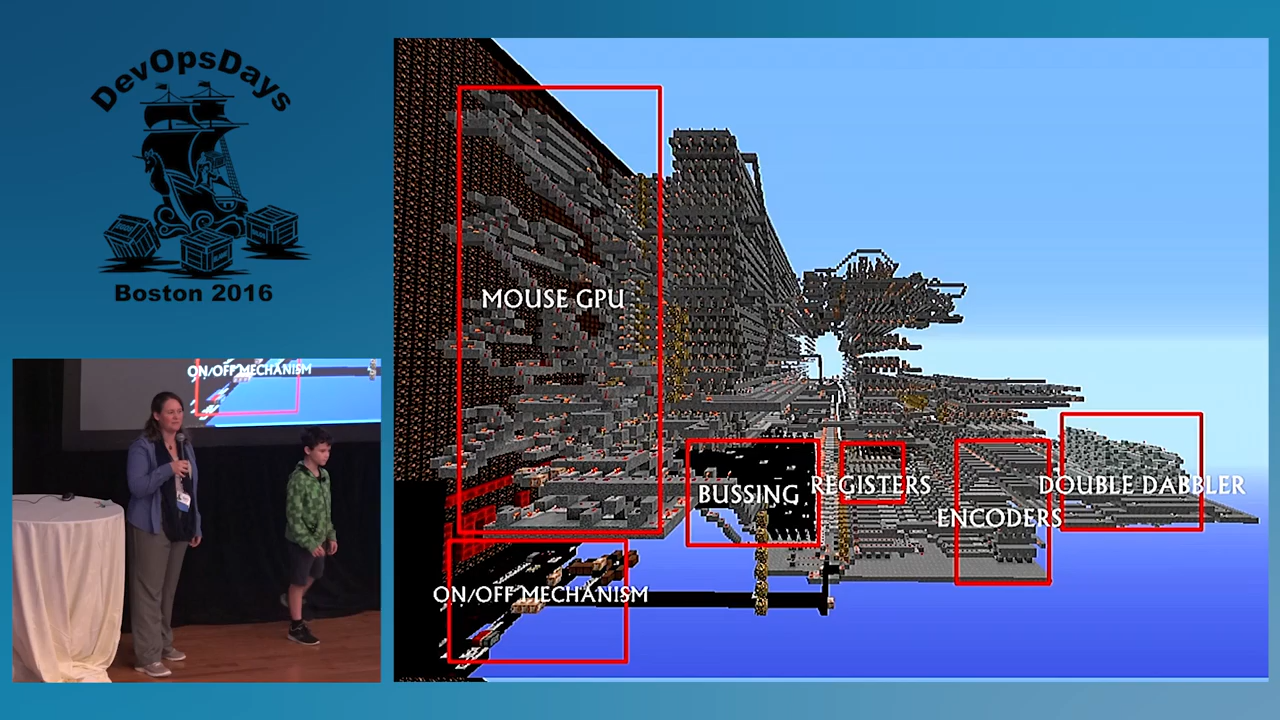 DevOpsDays
Boston 2016
ON/OFF MECHANISM
MOUSE GPU
BUSSING
REGISTERS
DOUBLE DABBLER
ENCODERS
ON/OFF MECHANISM